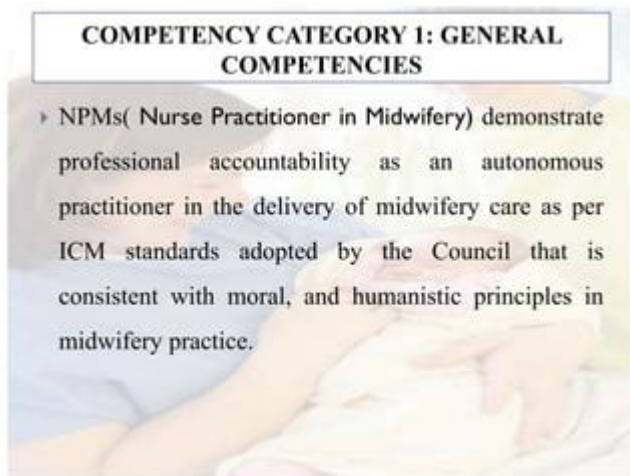 COMPETENCY CATEGORY 1: GENERAL
COMPETENCIES
NPMs( Nurse Practitioner in Midwifery) demonstrate
professional accountability as an autonomous
practitioner in the delivery of midwifery care as per
ICM standards adopted by the Council that is
consistent with moral, and humanistic principles in
midwifery practice.